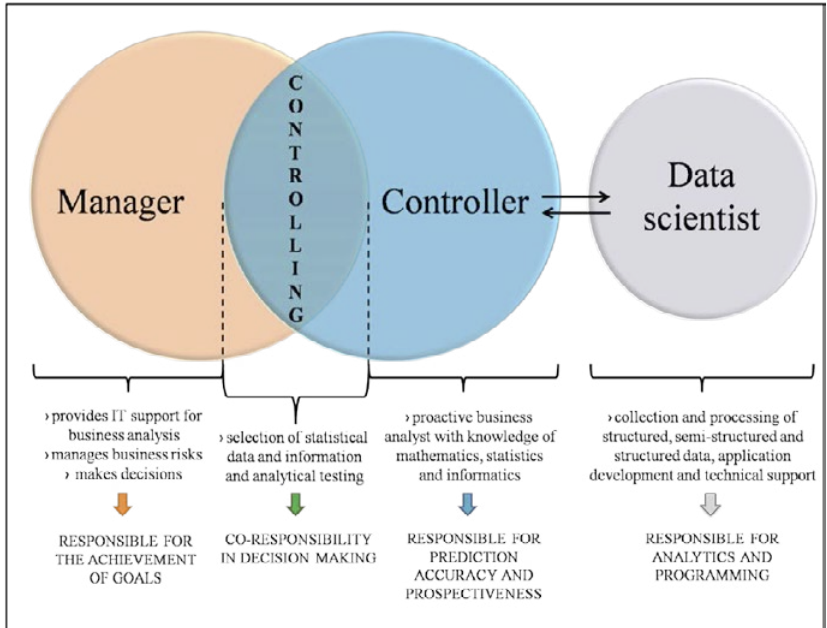 CONTROLLING
Manager
Controller
Data
scientist
› provides IT support for
business analysis
› manages business risks
› makes decisions
RESPONSIBLE FOR
THE ACHIEVEMENT
OF GOALS
› selection of statistical
data and information
and analytical testing
CO-RESPONSIBILITY
IN DECISION MAKING
› proactive business
analyst with knowledge of
mathematics, statistics
and informatics
RESPONSIBLE FOR
PREDICTION
ACCURACY AND
PROSPECTIVENESS
› collection and processing of
structured, semi-structured and
structured data, application
development and technical support
RESPONSIBLE FOR
ANALYTICS AND
PROGRAMMING